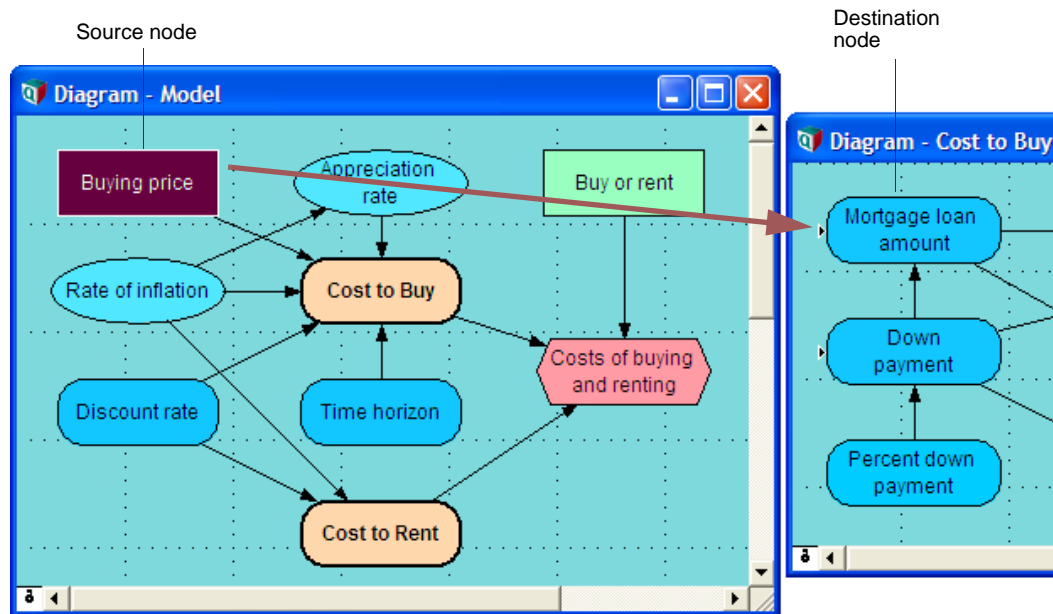 Source node
Destination
node
Diagram - Model
Buying price
Appreciation
rate
Buy or rent
Rate of inflation
Cost to Buy
Costs of buying
and renting
Discount rate
Time horizon
Cost to Rent
Diagram - Cost to Buy
Mortgage loan
amount
Down
payment
Percent down
payment